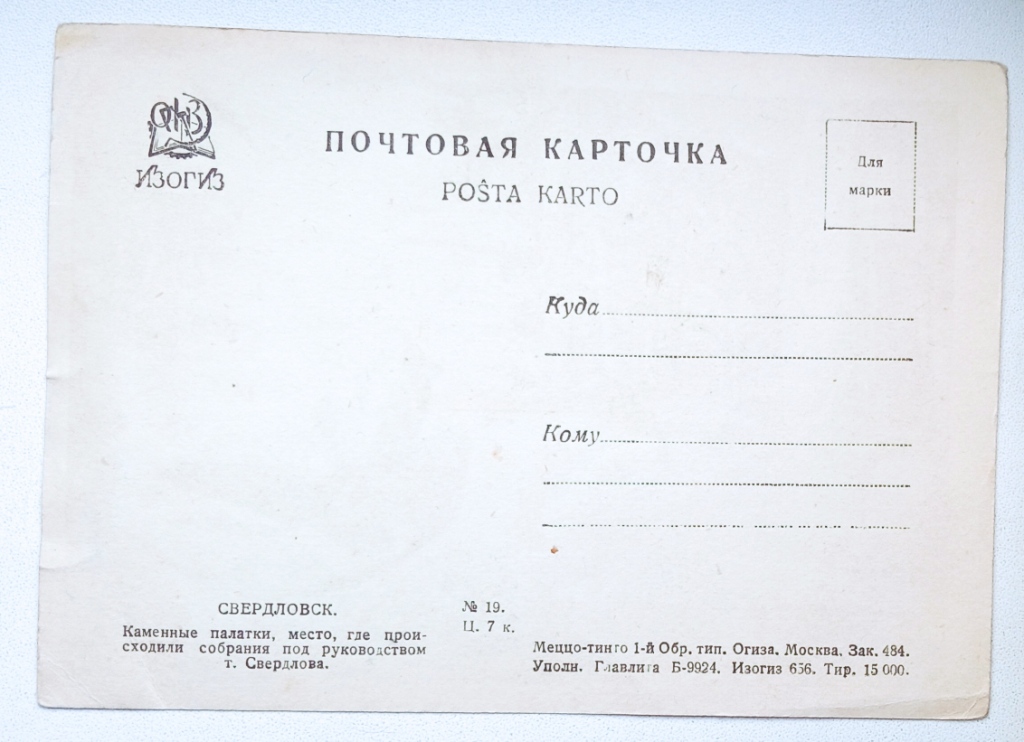 ИЗОГИЗ
ПОЧТОВАЯ КАРТОЧКА
POŜTA KARTO
Для
марки
Куда
Кому
СВЕРДЛОВСК.
Каменные палатки, место, где прои-
сходили собрания под руководством
т. Свердлова.
№ 19.
Ц. 7 к.
Меццо-тинто 1-й Обр. тип. Огиза. Москва. Зак. 484.
Уполн. Главлита Б-9924. Изогиз 656. Тир. 15 000.